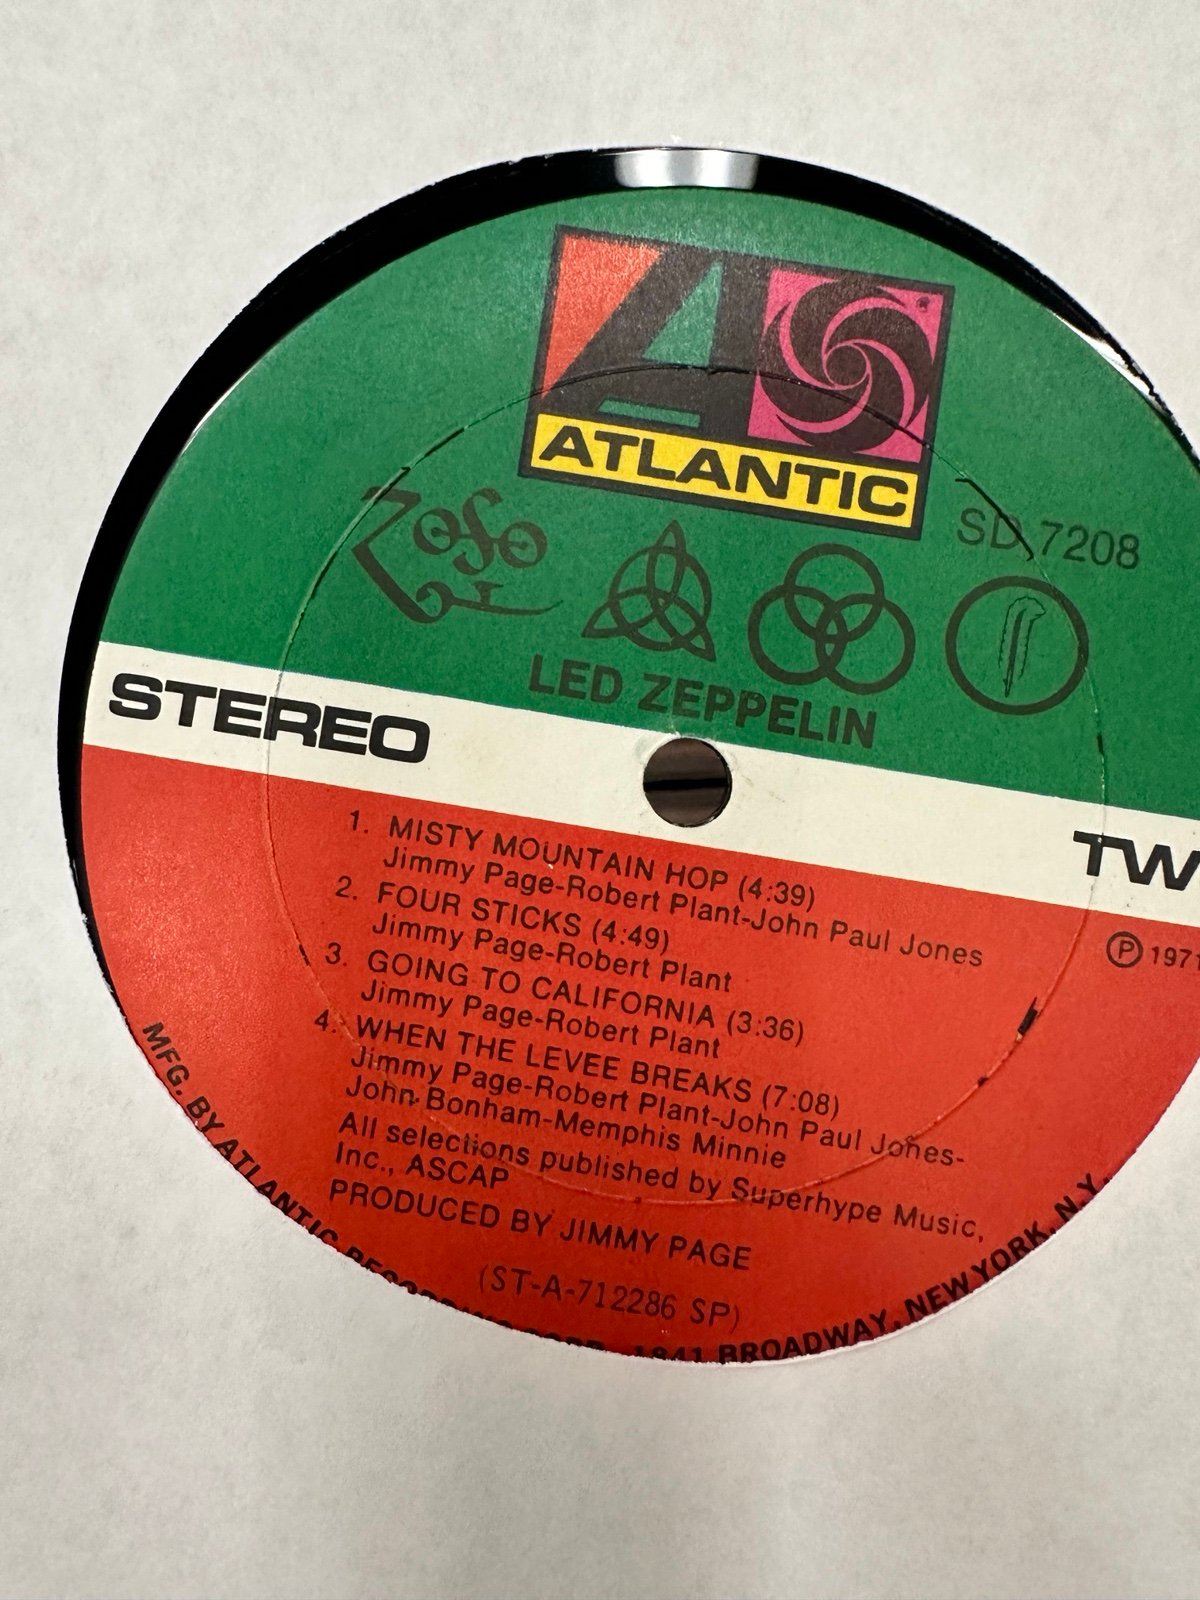 ATLANTIC
SD 7208
ZOSO
LED ZEPPELIN
STEREO
TW
1. MISTY MOUNTAIN HOP (4:39)
Jimmy Page-Robert Plant-John Paul Jones
2. FOUR STICKS (4:49)
Jimmy Page-Robert Plant
3. GOING TO CALIFORNIA (3:36)
Jimmy Page-Robert Plant
4. WHEN THE LEVEE BREAKS (7:08)
Jimmy Page-Robert Plant-John Paul Jones-
John Bonham-Memphis Minnie
All selections published by Superhype Music,
Inc., ASCAP
PRODUCED BY JIMMY PAGE
(ST-A-712286 SP)
℗ 1971
MFG. BY ATLANTIC 1841 BROADWAY, NEW YORK, N.Y.